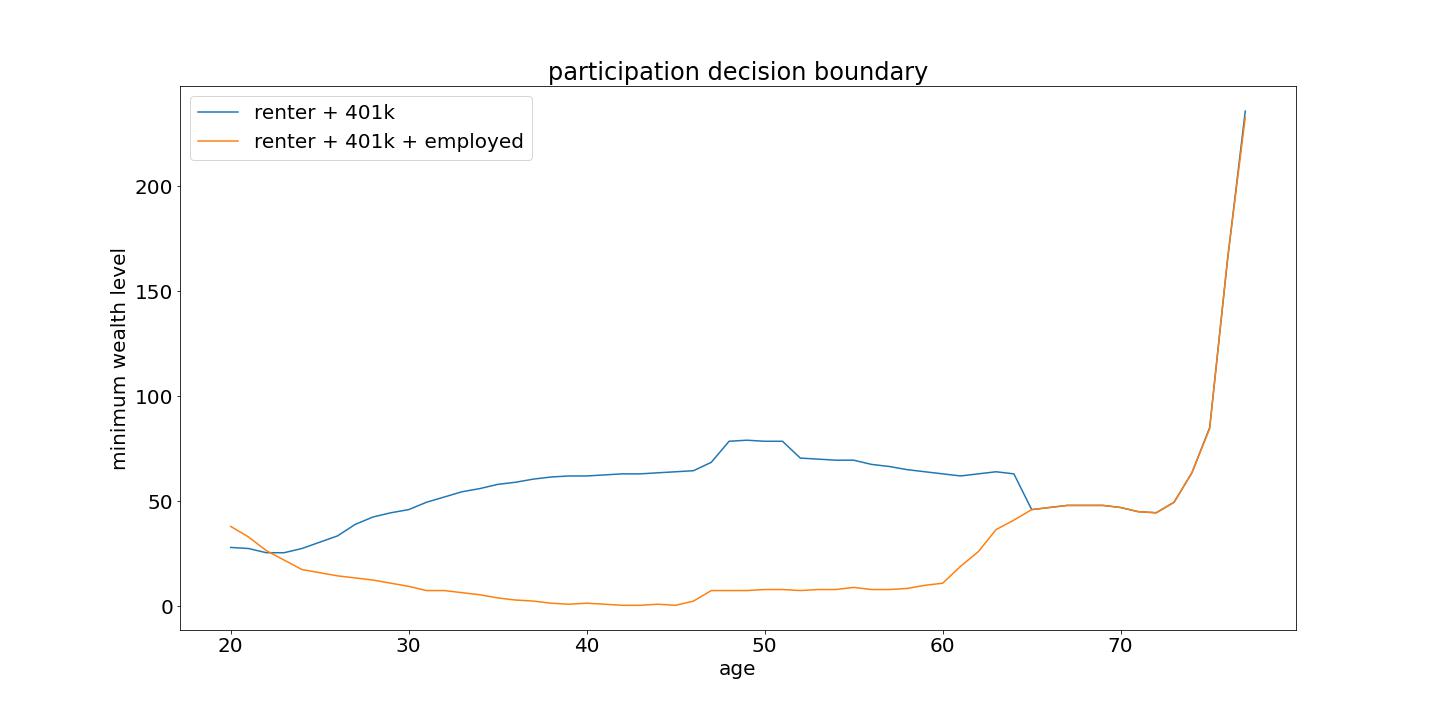 participation decision boundary
renter + 401k
renter + 401k + employed
minimum wealth level
200
150
100
50
0
20 30 40 50 60 70
age